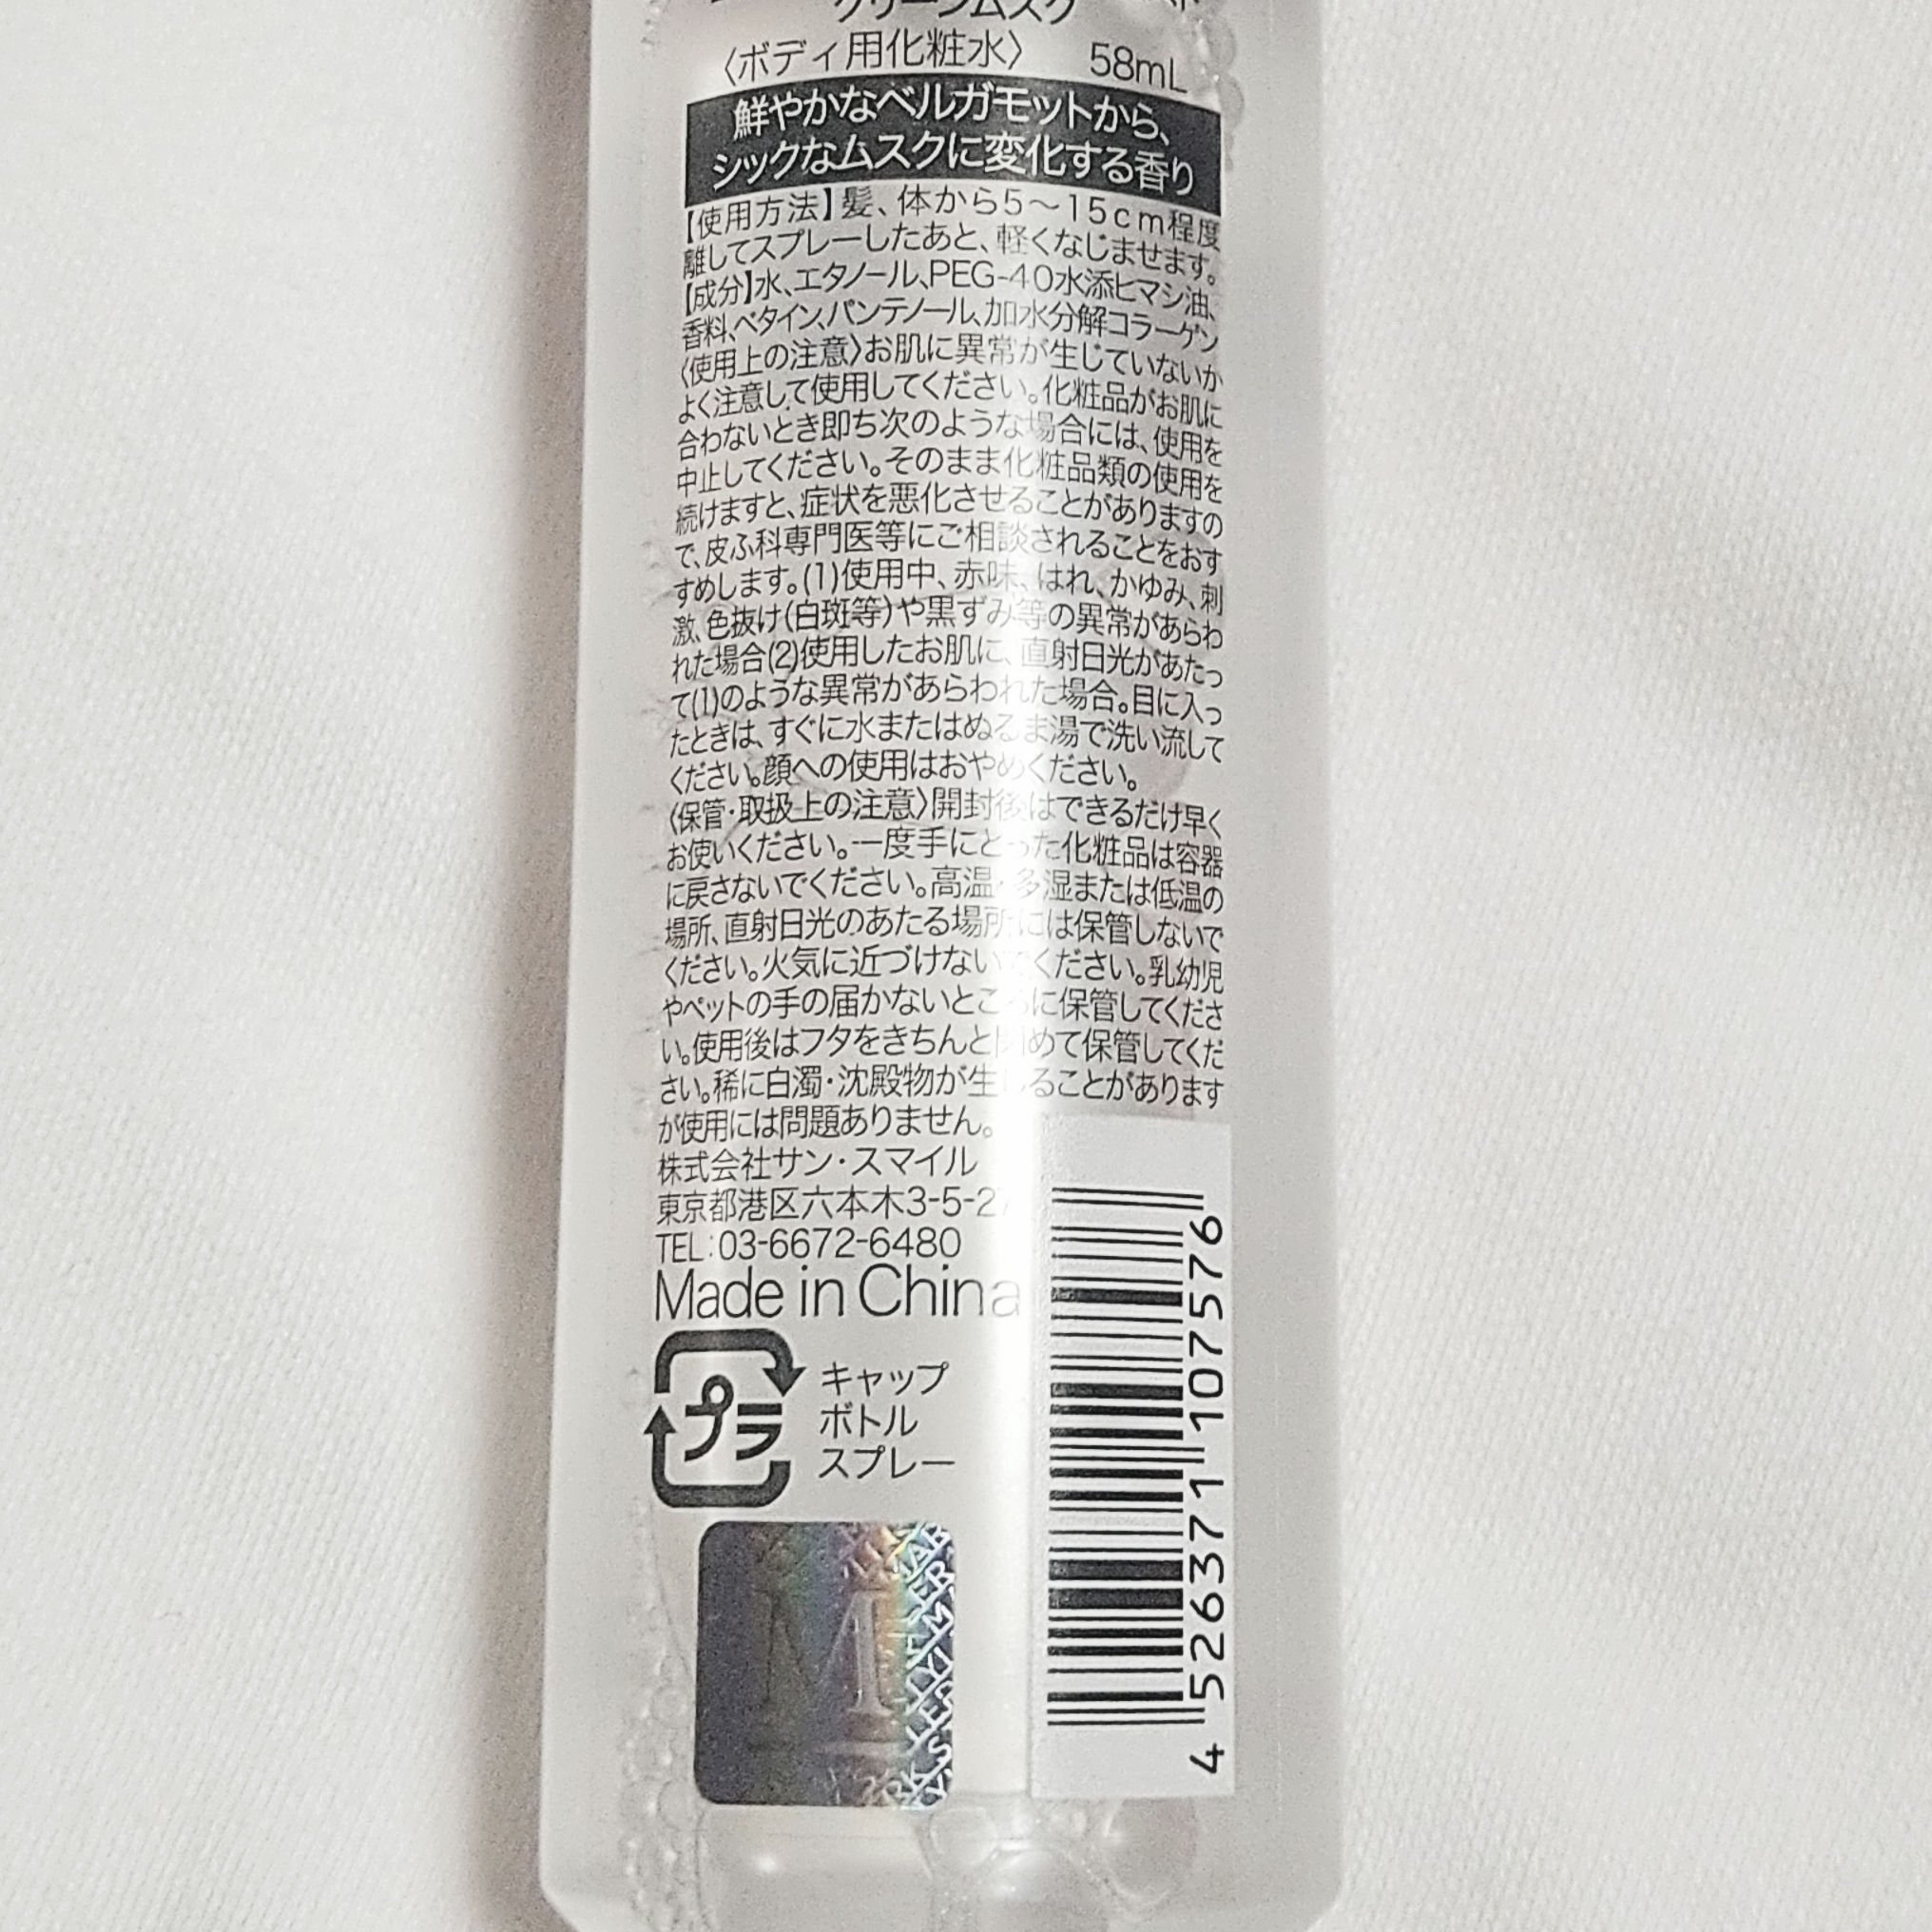 〈ボディ用化粧水〉 58mL
鮮やかなベルガモットから、
シックなムスクに変化する香り
【使用方法】髪、体から5〜15cm程度
離してスプレーしたあと、軽くなじませます。
【成分】水、エタノール、PEG-40水添ヒマシ油、
香料、ベタイン、パンテノール、加水分解コラーゲン
〈使用上の注意〉お肌に異常が生じていないか
よく注意して使用してください。化粧品がお肌に
合わないとき即ち次のような場合には、使用を
中止してください。そのまま化粧品類の使用を
続けますと、症状を悪化させることがありますの
で、皮ふ科専門医等にご相談されることをおす
すめします。(1)使用中、赤味、はれ、かゆみ、刺
激、色抜け(白斑等)や黒ずみ等の異常があらわ
れた場合(2)使用したお肌に、直射日光があたっ
て(1)のような異常があらわれた場合。目に入っ
たときは、すぐに水またはぬるま湯で洗い流して
ください。顔への使用はおやめください。
〈保管・取扱上の注意〉開封後はできるだけ早く
お使いください。一度手にとった化粧品は容器
に戻さないでください。高温・多湿または低温の
場所、直射日光のあたる場所には保管しないで
ください。火気に近づけないでください。乳幼児
やペットの手の届かないところに保管してくださ
い。使用後はフタをきちんと閉めて保管してくだ
さい。稀に白濁・沈殿物が生じることがあります
が使用には問題ありません。
株式会社サン・スマイル
東京都港区六本木3-5-27
TEL:03-6672-6480
Made in China
プラ
キャップ
ボトル
スプレー
4 526371 107576